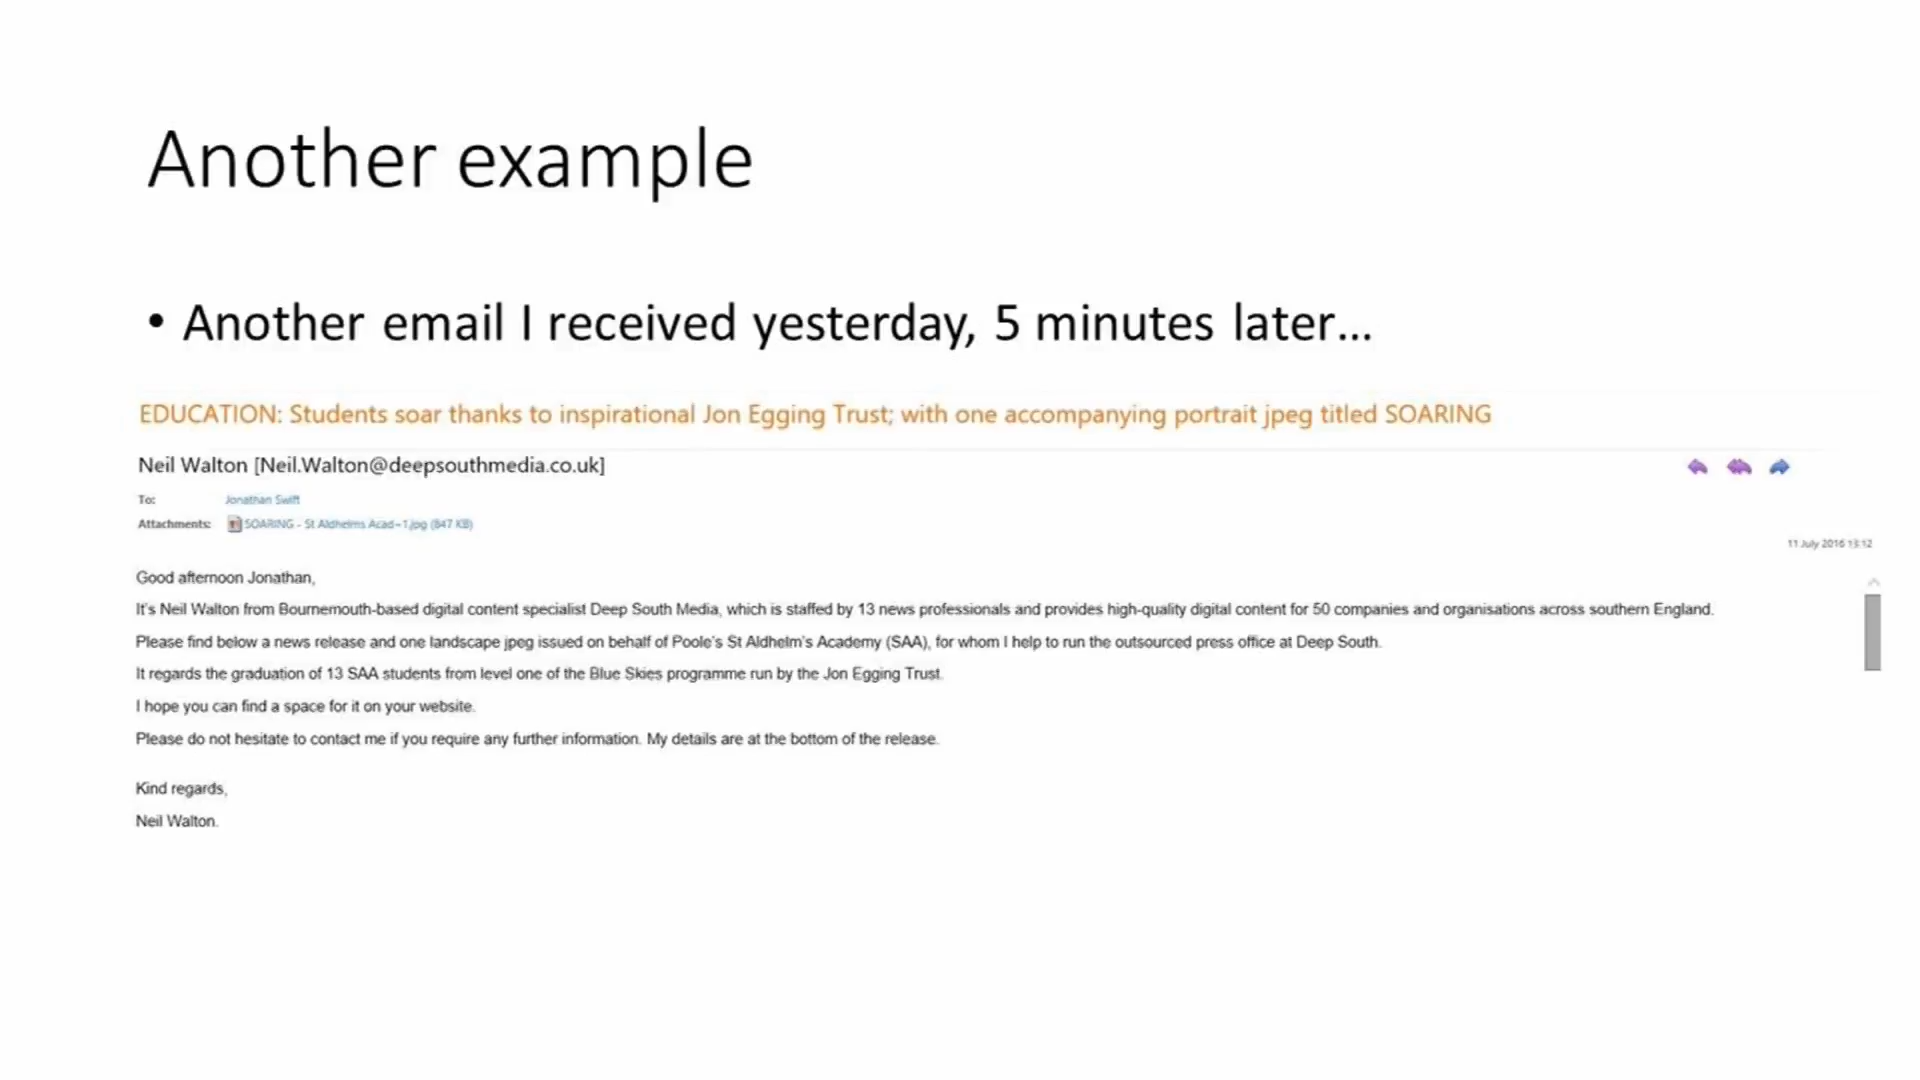 Another example
• Another email I received yesterday, 5 minutes later...
EDUCATION: Students soar thanks to inspirational Jon Egging Trust; with one accompanying portrait jpeg titled SOARING
Neil Walton [Neil.Walton@deepsouthmedia.co.uk]
To: Jonathan Swift
Attachments: SOARING - St Aldhelms Acad~1.jpg (847 KB)
11 July 2016 13:12
Good afternoon Jonathan,
It's Neil Walton from Bournemouth-based digital content specialist Deep South Media, which is staffed by 13 news professionals and provides high-quality digital content for 50 companies and organisations across southern England.
Please find below a news release and one landscape jpeg issued on behalf of Poole's St Aldhelm's Academy (SAA), for whom I help to run the outsourced press office at Deep South.
It regards the graduation of 13 SAA students from level one of the Blue Skies programme run by the Jon Egging Trust.
I hope you can find a space for it on your website.
Please do not hesitate to contact me if you require any further information. My details are at the bottom of the release.
Kind regards,
Neil Walton.